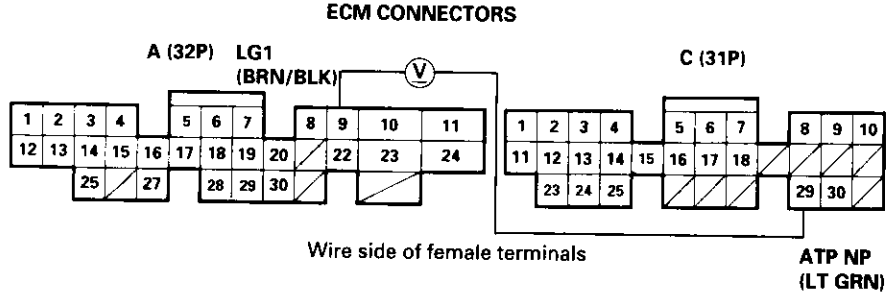 ECM CONNECTORS
A (32P) LG1
(BRN/BLK)
V
C (31P)
1 2 3 4 5 6 7 8 9 10 11
12 13 14 15 16 17 18 19 20 22 23 24
25 27 28 29 30
1 2 3 4 5 6 7 8 9 10
11 12 13 14 15 16 17 18
23 24 25 29 30
Wire side of female terminals
ATP NP
(LT GRN)